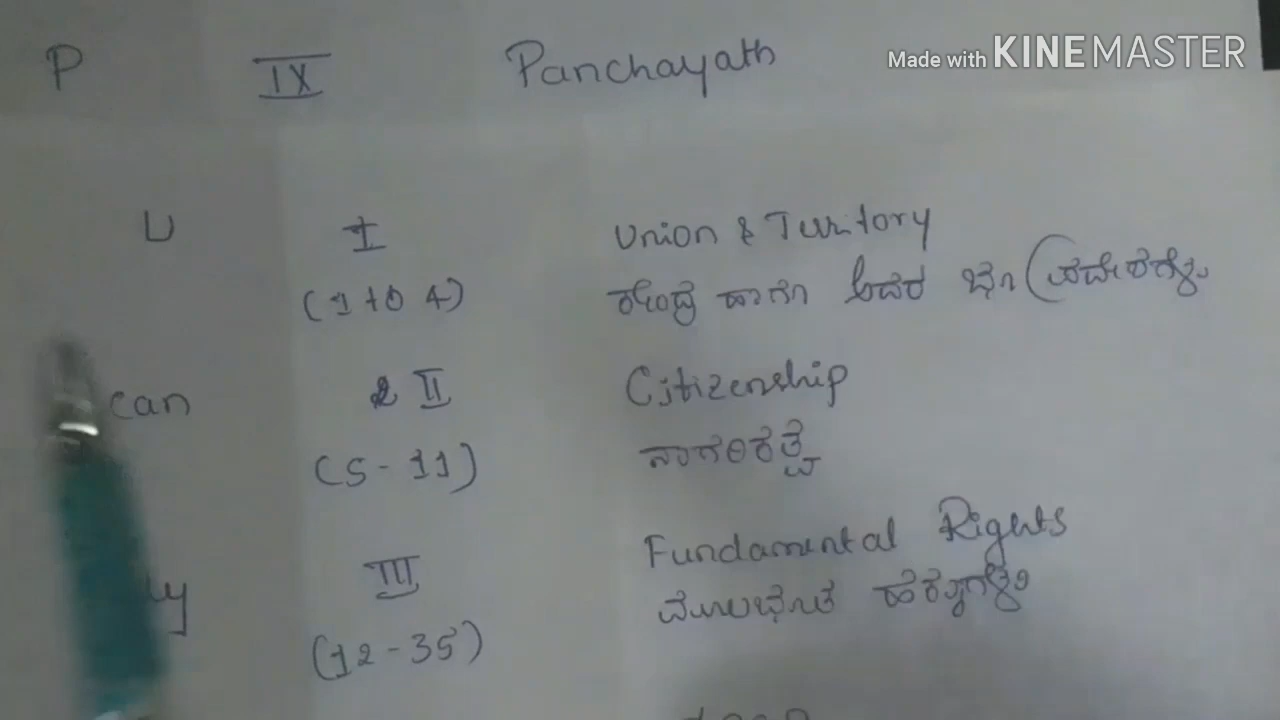 P IX Panchayath
Made with KINEMASTER
U I Union & Territory
(1 to 4) ಕೇಂದ್ರ ಹಾಗೂ ಅದರ ಭೂ ಪ್ರದೇಶಗಳು
can II Citizenship
(5-11) ನಾಗರಿಕತ್ವ
III Fundamental Rights
ly ಮೂಲಭೂತ ಹಕ್ಕುಗಳು
(12-35)